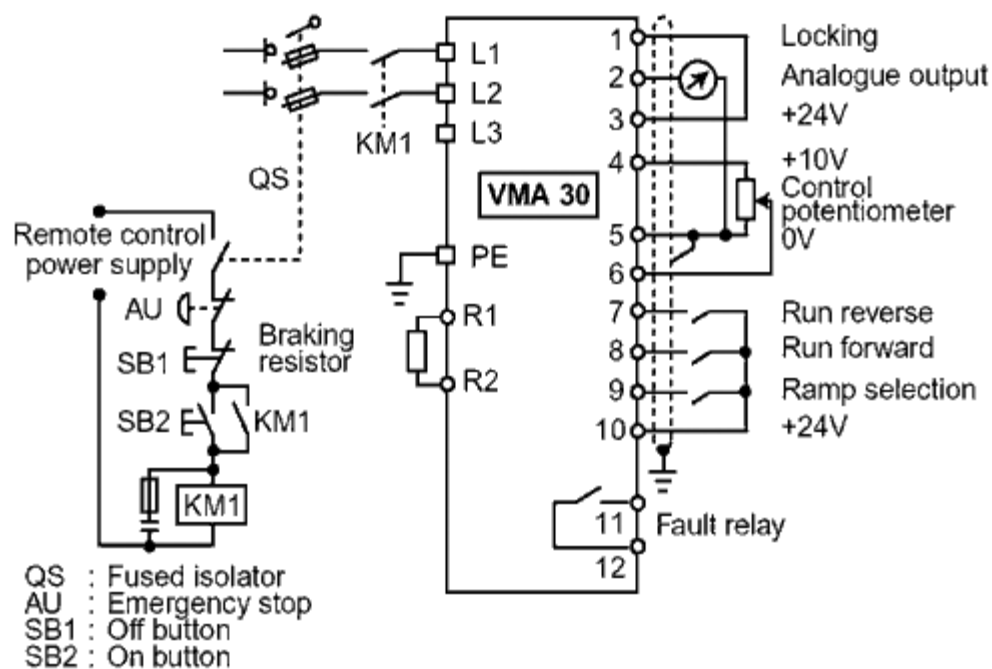 1
Locking
L1
2
Analogue output
L2
3
+24V
L3
KM1
4
+10V
QS
VMA 30
Control
potentiometer
Remote control
power supply
5
0V
PE
6
AU
R1
7
Run reverse
Braking
resistor
8
Run forward
SB1
R2
9
Ramp selection
SB2
KM1
10
+24V
KM1
11
Fault relay
12
QS : Fused isolator
AU : Emergency stop
SB1 : Off button
SB2 : On button